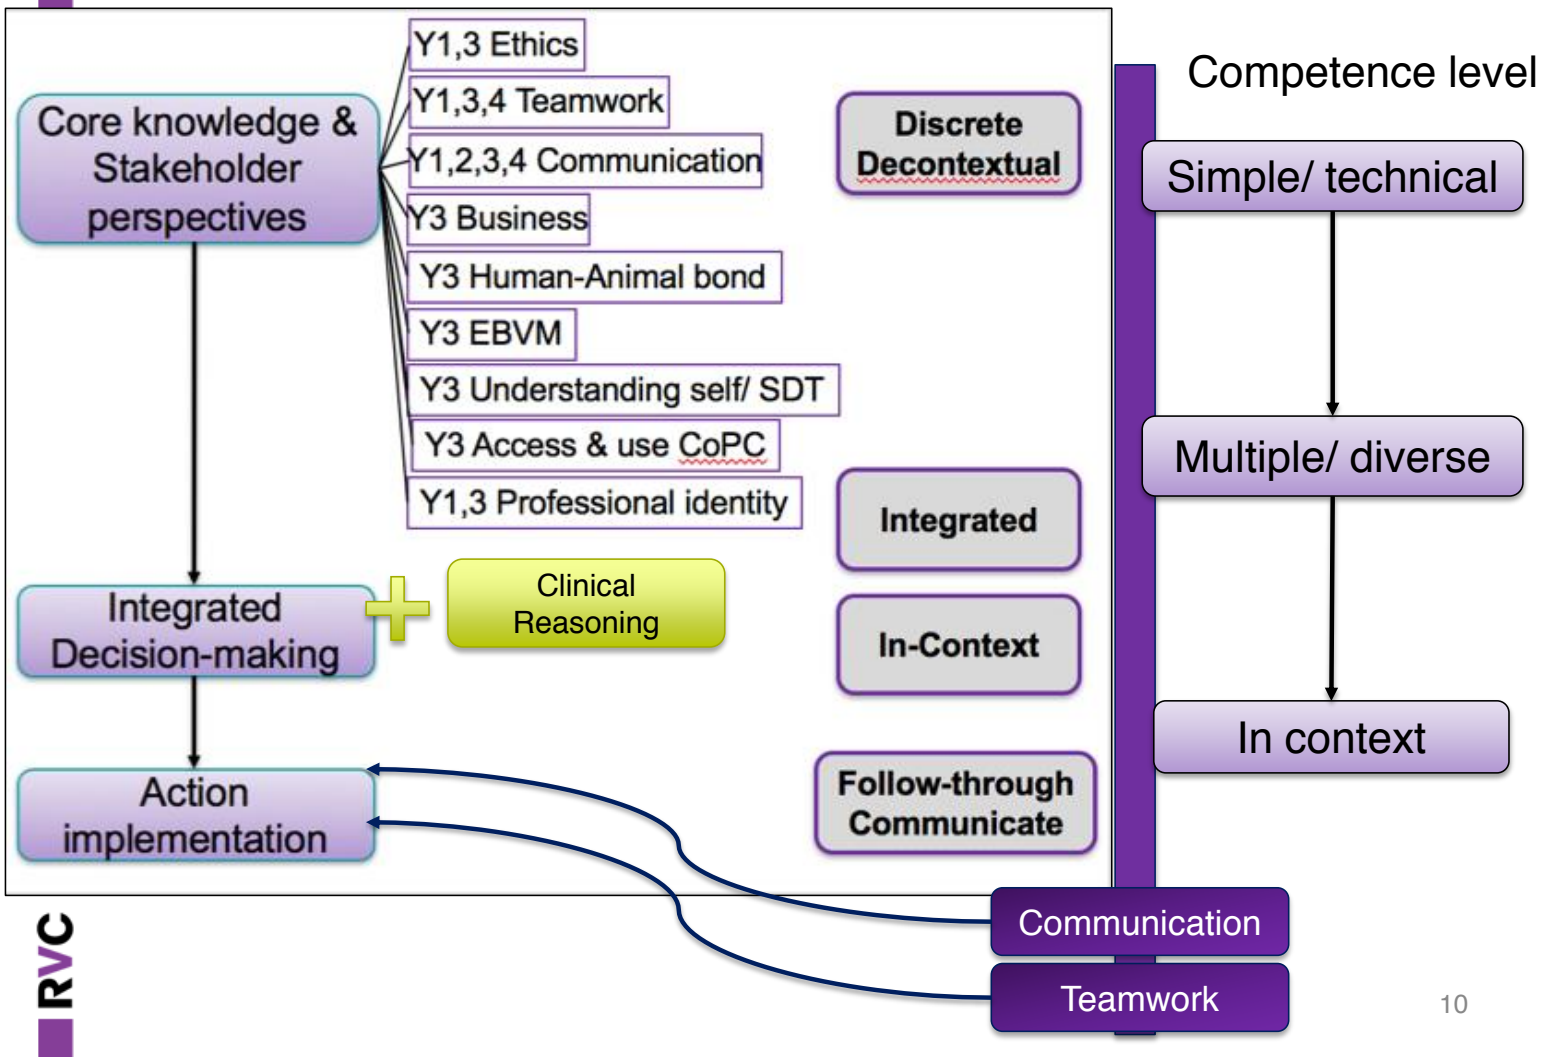 Y1,3 Ethics
Y1,3,4 Teamwork
Y1,2,3,4 Communication
Y3 Business
Y3 Human-Animal bond
Y3 EBVM
Y3 Understanding self/ SDT
Y3 Access & use CoPC
Y1,3 Professional identity
Core knowledge &
Stakeholder
perspectives
Integrated
Decision-making
Clinical
Reasoning
Action
implementation
Discrete
Decontextual
Integrated
In-Context
Follow-through
Communicate
Competence level
Simple/ technical
Multiple/ diverse
In context
Communication
Teamwork
RVC
10